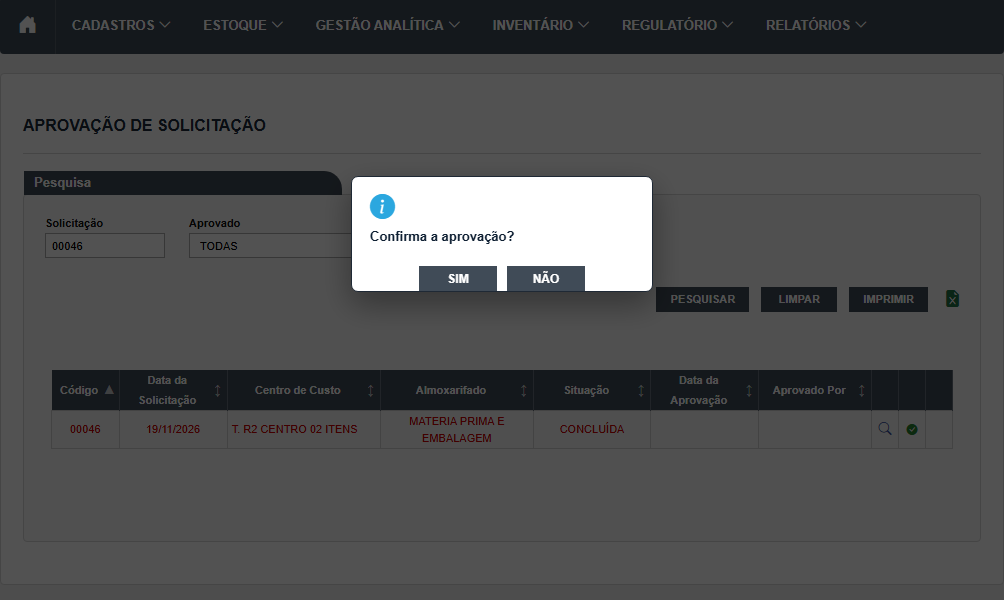 CADASTROS ESTOQUE GESTÃO ANALÍTICA INVENTÁRIO REGULATÓRIO RELATÓRIOS
APROVAÇÃO DE SOLICITAÇÃO
Pesquisa
Solicitação Aprovado
00046 TODAS
Confirma a aprovação?
SIM NÃO
PESQUISAR LIMPAR IMPRIMIR
Código Data da Solicitação Centro de Custo Almoxarifado Situação Data da Aprovação Aprovado Por
00046 19/11/2026 T. R2 CENTRO 02 ITENS MATERIA PRIMA E EMBALAGEM CONCLUÍDA